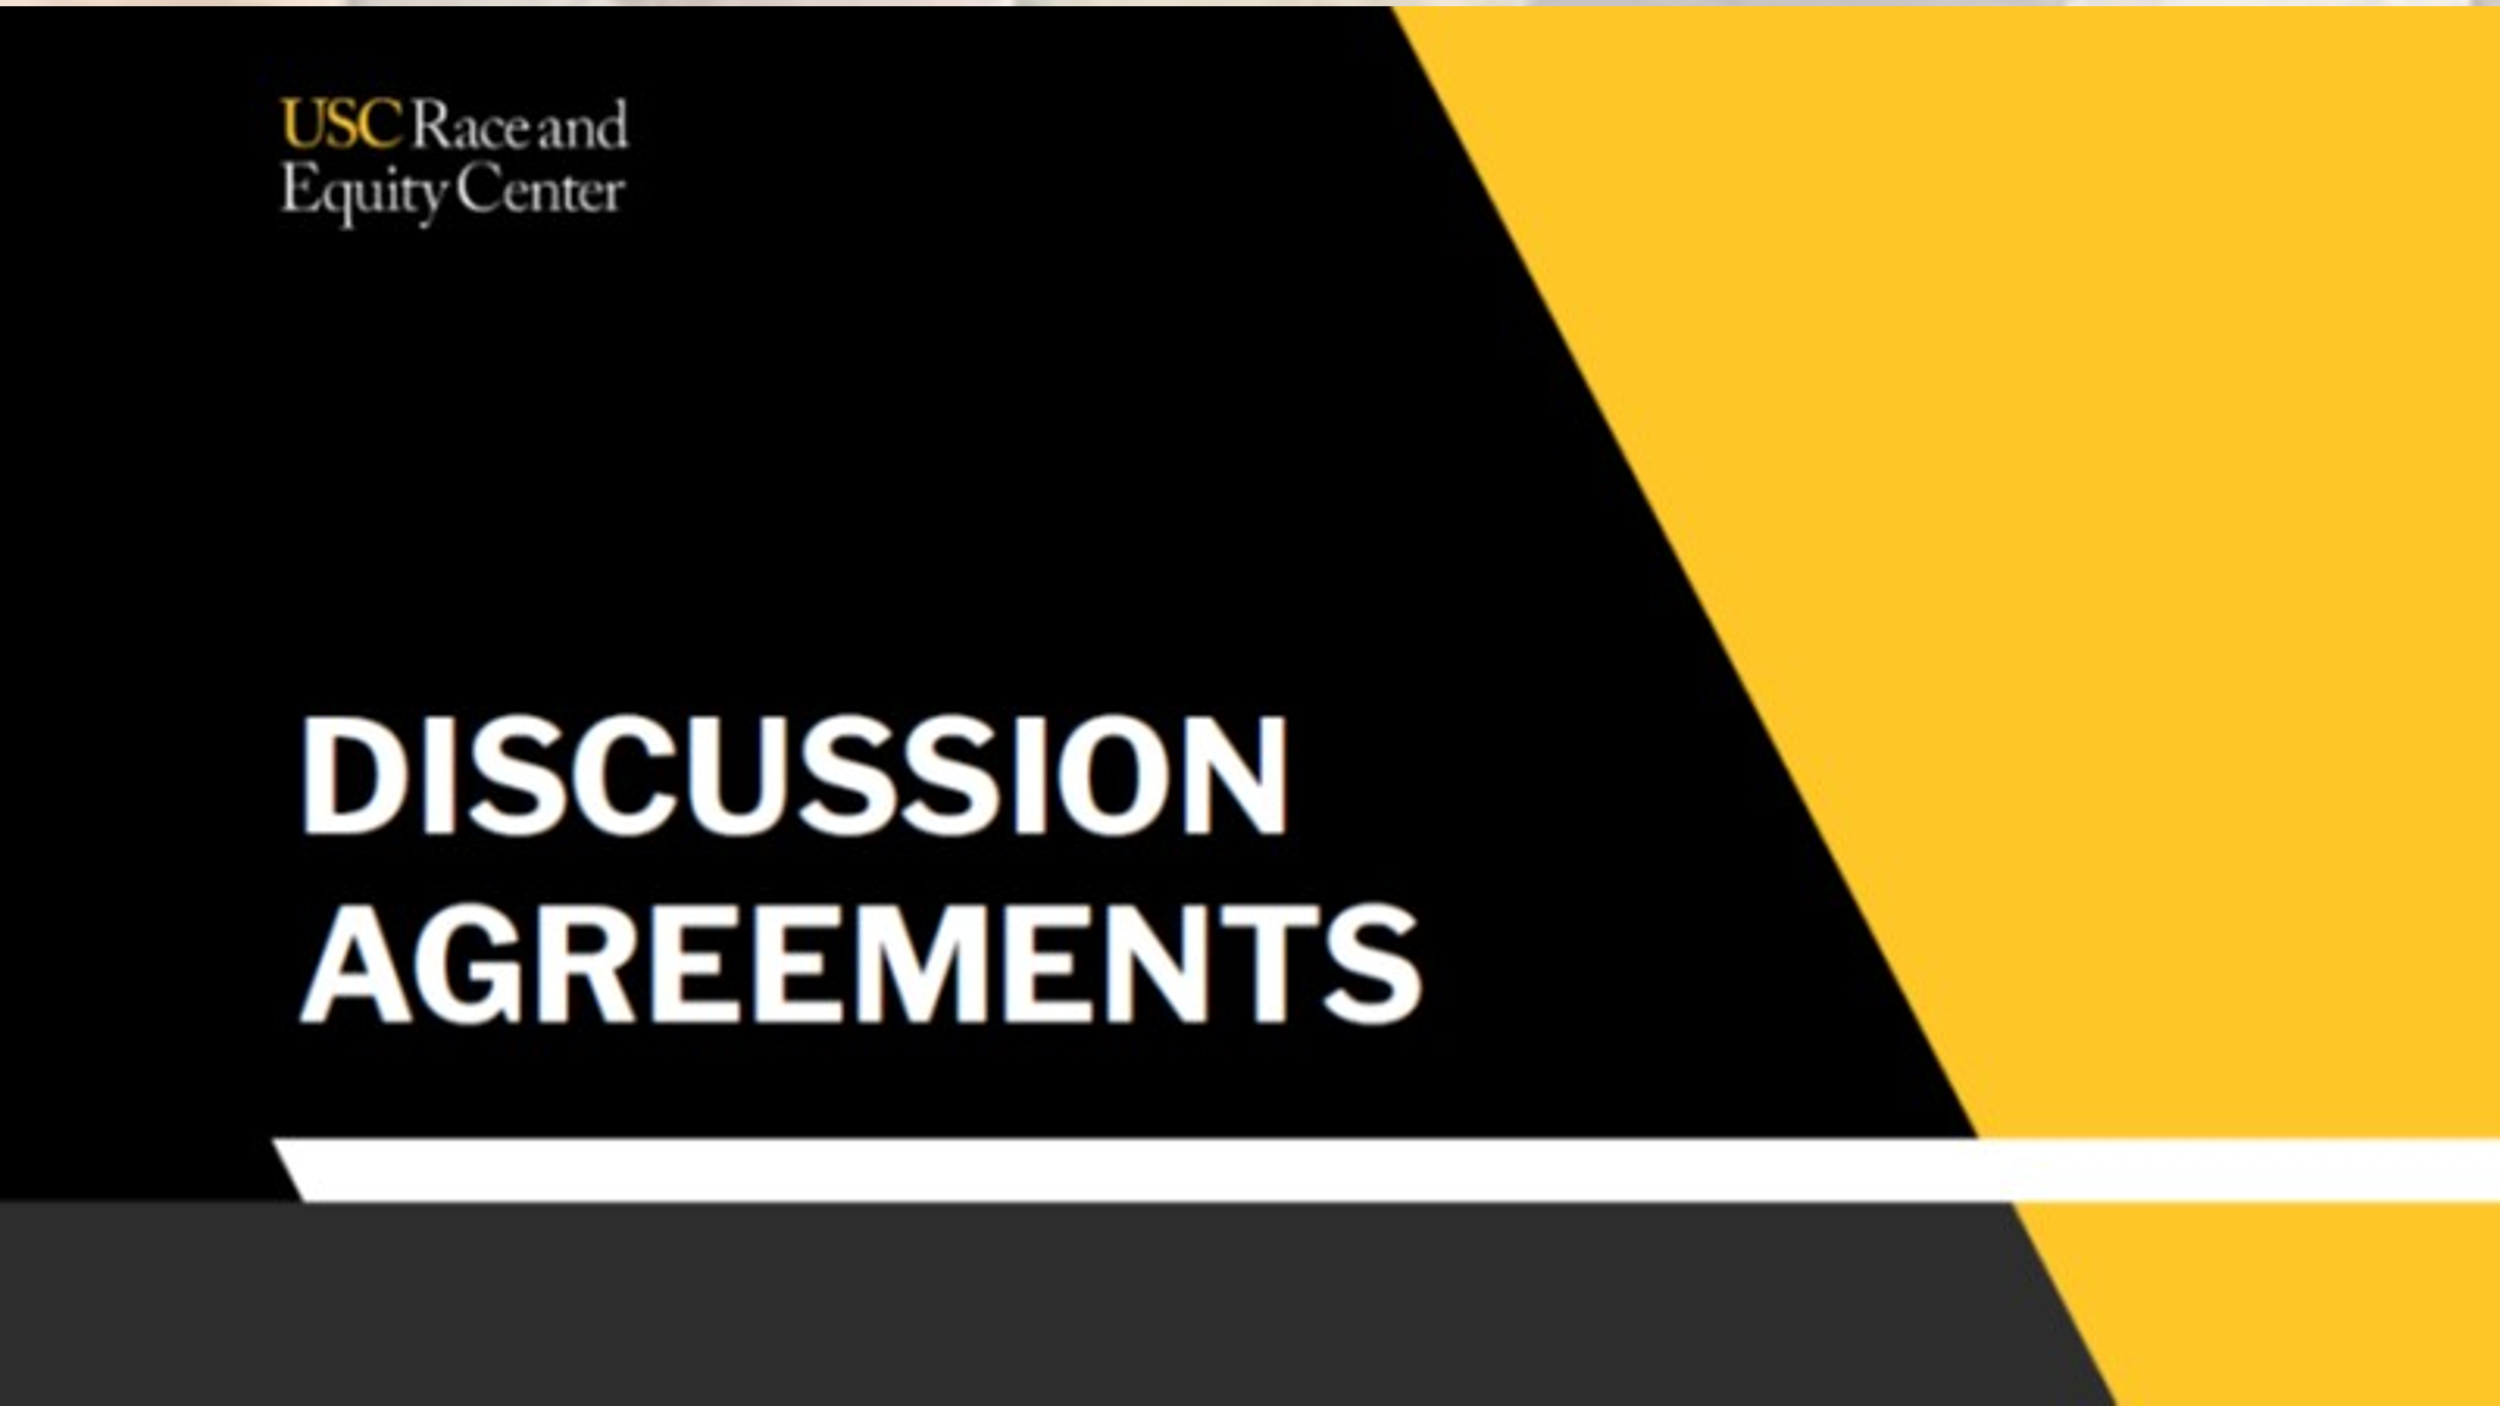 USC Race and
Equity Center
DISCUSSION
AGREEMENTS